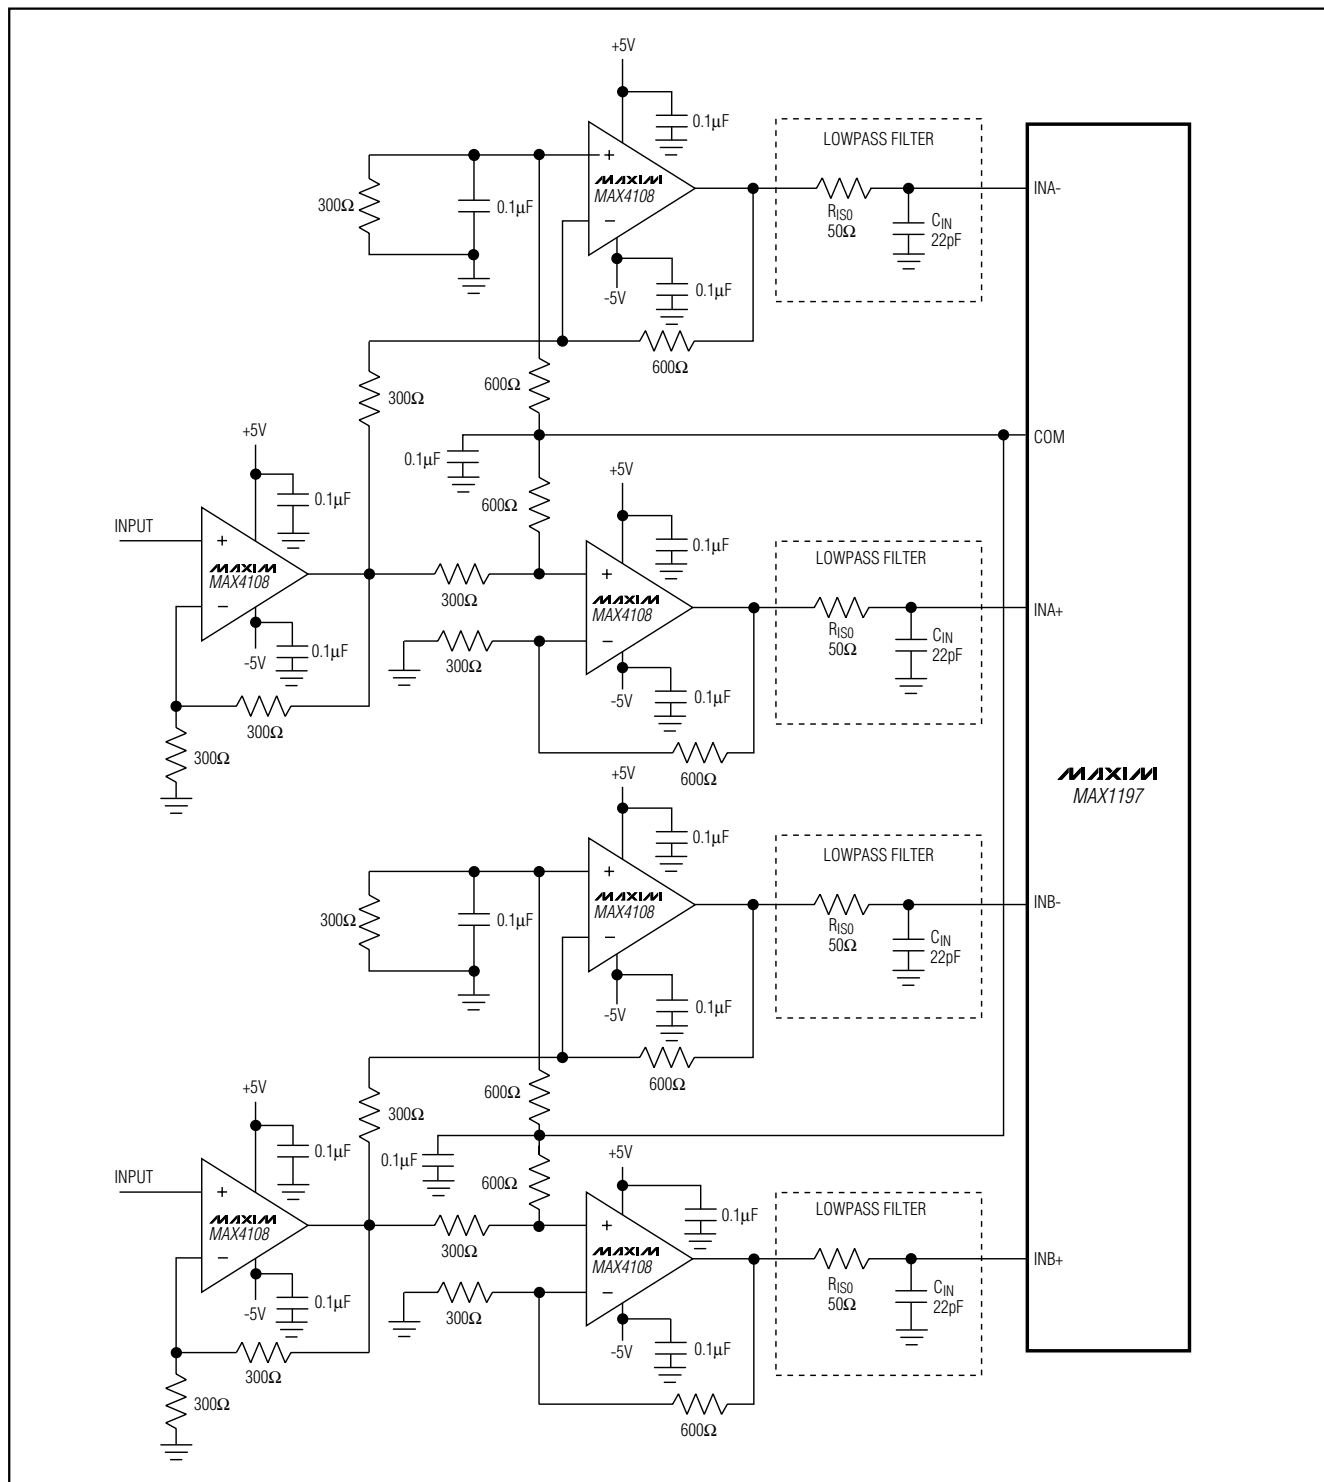 +5V
0.1µF
LOWPASS FILTER
+
MAXIM
MAX4108
INA-
300Ω
0.1µF
−
RISO
50Ω
CIN
22pF
-5V
0.1µF
600Ω
300Ω
600Ω
+5V
COM
0.1µF
+5V
0.1µF
600Ω
INPUT
+
0.1µF
LOWPASS FILTER
MAXIM
MAX4108
+
300Ω
MAXIM
MAX4108
INA+
−
RISO
50Ω
CIN
22pF
0.1µF
-5V
300Ω
−
0.1µF
-5V
300Ω
300Ω
600Ω
+5V
MAXIM
MAX1197
0.1µF
LOWPASS FILTER
+
MAXIM
MAX4108
INB-
300Ω
0.1µF
−
RISO
50Ω
CIN
22pF
-5V
0.1µF
600Ω
+5V
600Ω
300Ω
0.1µF
0.1µF
+5V
INPUT
600Ω
+
LOWPASS FILTER
0.1µF
MAXIM
MAX4108
+
300Ω
MAXIM
MAX4108
INB+
−
RISO
50Ω
CIN
22pF
0.1µF
-5V
300Ω
−
-5V
0.1µF
300Ω
300Ω
600Ω